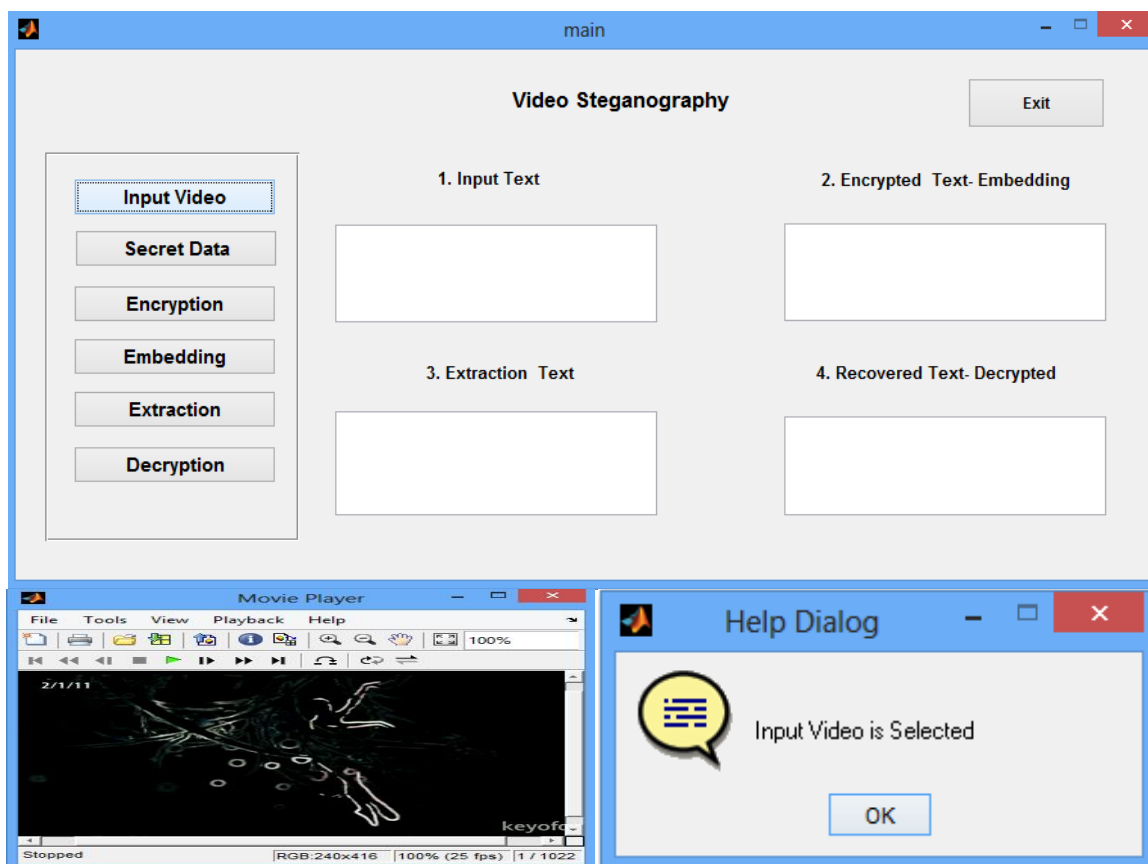 main
Video Steganography
Exit
Input Video
Secret Data
Encryption
Embedding
Extraction
Decryption
1. Input Text
2. Encrypted Text- Embedding
3. Extraction Text
4. Recovered Text- Decrypted
Movie Player
File Tools View Playback Help
100%
2/1/11
Stopped RGB:240x416 100% (25 fps) 1 / 1022
Help Dialog
Input Video is Selected
OK